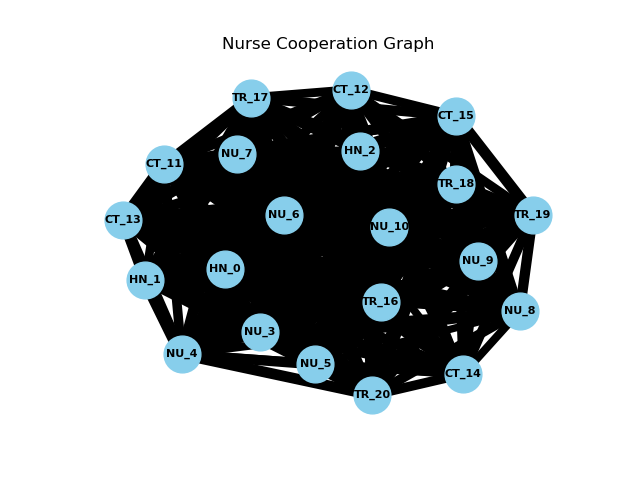 Nurse Cooperation Graph
CT_12
TR_17
CT_15
HN_2
NU_7
CT_11
TR_18
NU_6
TR_19
CT_13
NU_10
NU_9
HN_0
HN_1
TR_16
NU_8
NU_3
NU_4
NU_5
CT_14
TR_20